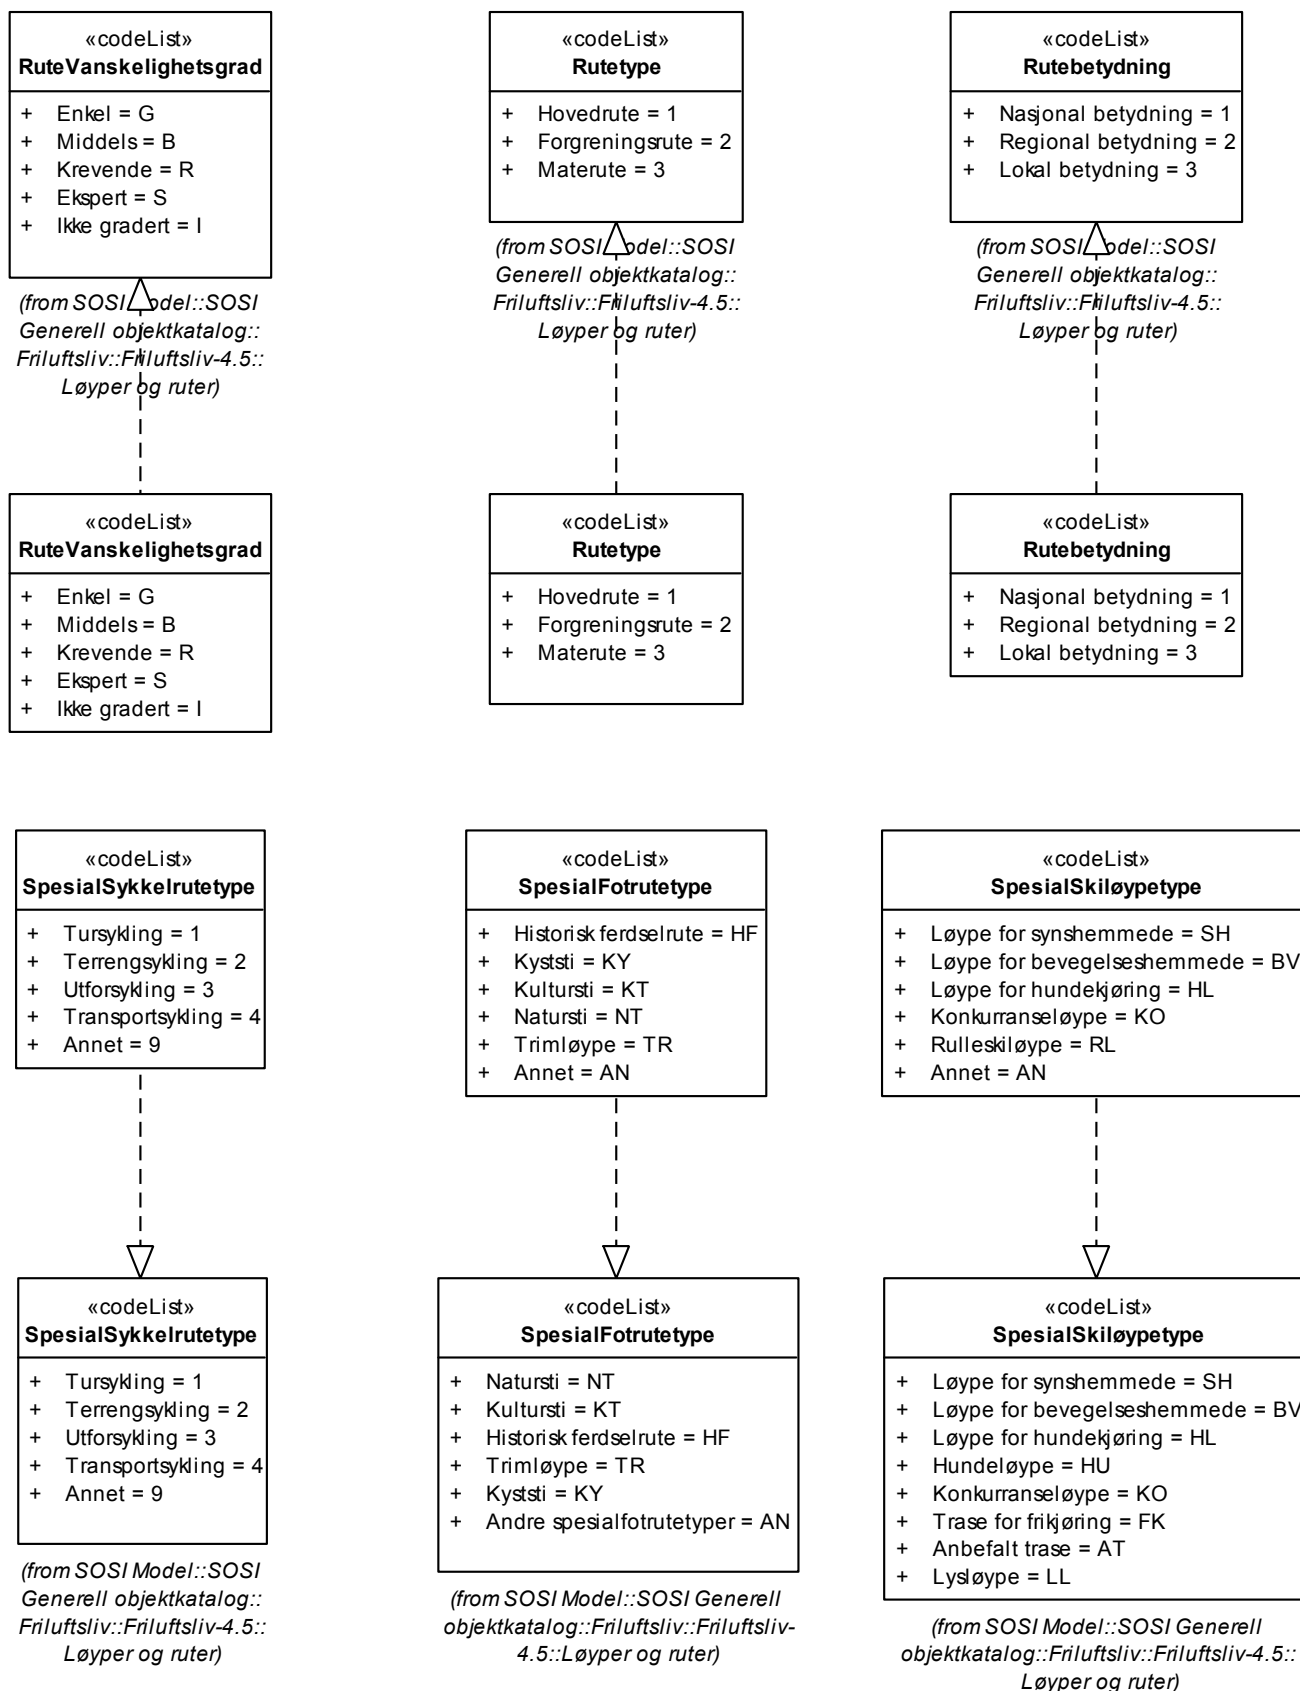 «codeList»
RuteVanskelighetsgrad
+ Enkel = G
+ Middels = B
+ Krevende = R
+ Ekspert = S
+ Ikke gradert = I
(from SOSI Model::SOSI
Generell objektkatalog::
Friluftsliv::Friluftsliv-4.5::
Løyper og ruter)
«codeList»
Rutetype
+ Hovedrute = 1
+ Forgreningsrute = 2
+ Materute = 3
(from SOSI Model::SOSI
Generell objektkatalog::
Friluftsliv::Friluftsliv-4.5::
Løyper og ruter)
«codeList»
Rutebetydning
+ Nasjonal betydning = 1
+ Regional betydning = 2
+ Lokal betydning = 3
(from SOSI Model::SOSI
Generell objektkatalog::
Friluftsliv::Friluftsliv-4.5::
Løyper og ruter)
«codeList»
RuteVanskelighetsgrad
+ Enkel = G
+ Middels = B
+ Krevende = R
+ Ekspert = S
+ Ikke gradert = I
«codeList»
Rutetype
+ Hovedrute = 1
+ Forgreningsrute = 2
+ Materute = 3
«codeList»
Rutebetydning
+ Nasjonal betydning = 1
+ Regional betydning = 2
+ Lokal betydning = 3
«codeList»
SpesialSykkelrutetype
+ Tursykling = 1
+ Terrengsykling = 2
+ Utforsykling = 3
+ Transportsykling = 4
+ Annet = 9
«codeList»
SpesialFotrutetype
+ Historisk ferdselrute = HF
+ Kyststi = KY
+ Kultursti = KT
+ Natursti = NT
+ Trimløype = TR
+ Annet = AN
«codeList»
SpesialSkiløypetype
+ Løype for synshemmede = SH
+ Løype for bevegelseshemmede = BV
+ Løype for hundekjøring = HL
+ Konkurranseløype = KO
+ Rulleskiløype = RL
+ Annet = AN
«codeList»
SpesialSykkelrutetype
+ Tursykling = 1
+ Terrengsykling = 2
+ Utforsykling = 3
+ Transportsykling = 4
+ Annet = 9
(from SOSI Model::SOSI
Generell objektkatalog::
Friluftsliv::Friluftsliv-4.5::
Løyper og ruter)
«codeList»
SpesialFotrutetype
+ Natursti = NT
+ Kultursti = KT
+ Historisk ferdselrute = HF
+ Trimløype = TR
+ Kyststi = KY
+ Andre spesialfotrutetyper = AN
(from SOSI Model::SOSI Generell
objektkatalog::Friluftsliv::Friluftsliv-
4.5::Løyper og ruter)
«codeList»
SpesialSkiløypetype
+ Løype for synshemmede = SH
+ Løype for bevegelseshemmede = BV
+ Løype for hundekjøring = HL
+ Hundeløype = HU
+ Konkurranseløype = KO
+ Trase for frikjøring = FK
+ Anbefalt trase = AT
+ Lysløype = LL
(from SOSI Model::SOSI Generell
objektkatalog::Friluftsliv::Friluftsliv-4.5::
Løyper og ruter)